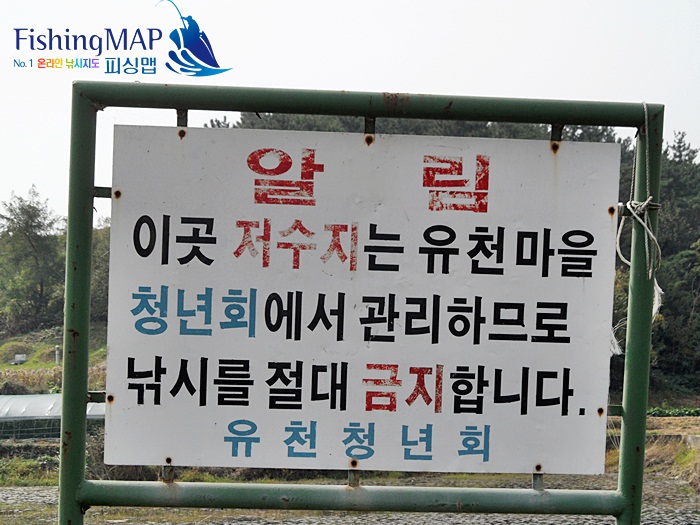 FishingMAP
No.1 온라인 낚시지도 피싱맵
알 림
이곳 저수지는 유천마을
청년회에서 관리하므로
낚시를 절대 금지합니다.
유천청년회